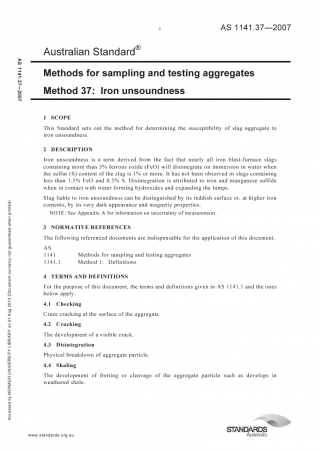 1
AS 1141.37—2007
Australian Standard®
Methods for sampling and testing aggregates
Method 37: Iron unsoundness
1 SCOPE
This Standard sets out the method for determining the susceptibility of slag aggregate to
iron unsoundness.
2 DESCRIPTION
Iron unsoundness is a term derived from the fact that nearly all iron blast-furnace slags
containing more than 3% ferrous oxide (FeO) will disintegrate on immersion in water when
the sulfur (S) content of the slag is 1% or more. It has not been observed in slags containing
less than 1.5% FeO and 0.5% S. Disintegration is attributed to iron and manganese sulfide
when in contact with water forming hydroxides and expanding the lumps.
Slag liable to iron unsoundness can be distinguished by its reddish surface or, at higher iron
contents, by its very dark appearance and magnetic properties.
NOTE: See Appendix A for information on uncertainty of measurement.
3 NORMATIVE REFERENCES
The following referenced documents are indispensable for the application of this document.
AS
1141 Methods for sampling and testing aggregates
1141.1 Method 1: Definitions
4 TERMS AND DEFINITIONS
For the purpose of this document, the terms and definitions given in AS 1141.1 and the ones
below apply.
4.1 Checking
Craze cracking at the surface of the aggregate.
4.2 Cracking
The development of a visible crack.
4.3 Disintegration
Physical breakdown of aggregate particle.
4.4 Shaling
The development of fretting or cleavage of the aggregate particle such as develops in
weathered shale.
www.standards.org.au
STANDARDS
Australia
AS 1141.37—2007
Accessed by MONASH UNIVERSITY LIBRARY on 21 Aug 2012 (Document currency not guaranteed when printed)